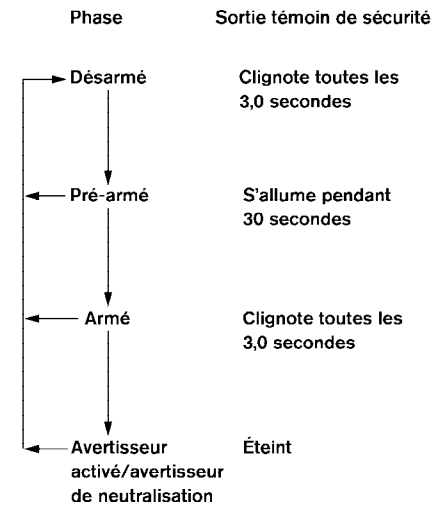 Phase Sortie témoin de sécurité
Désarmé Clignote toutes les
3,0 secondes
Pré-armé S'allume pendant
30 secondes
Armé Clignote toutes les
3,0 secondes
Avertisseur Éteint
activé/avertisseur
de neutralisation